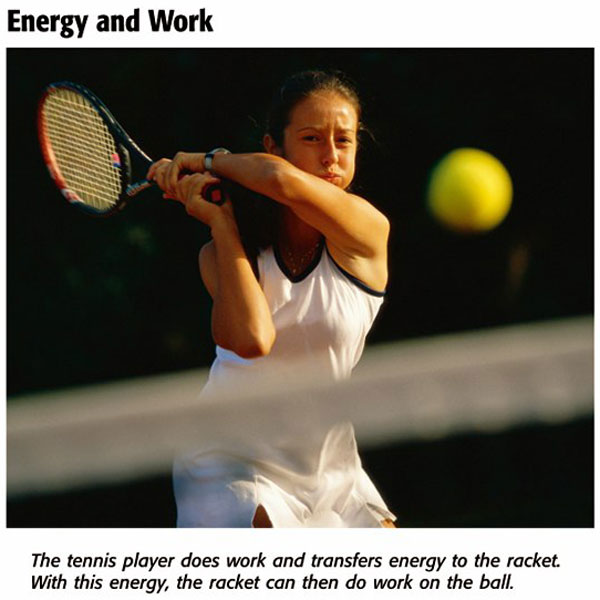 Energy and Work
The tennis player does work and transfers energy to the racket.
With this energy, the racket can then do work on the ball.